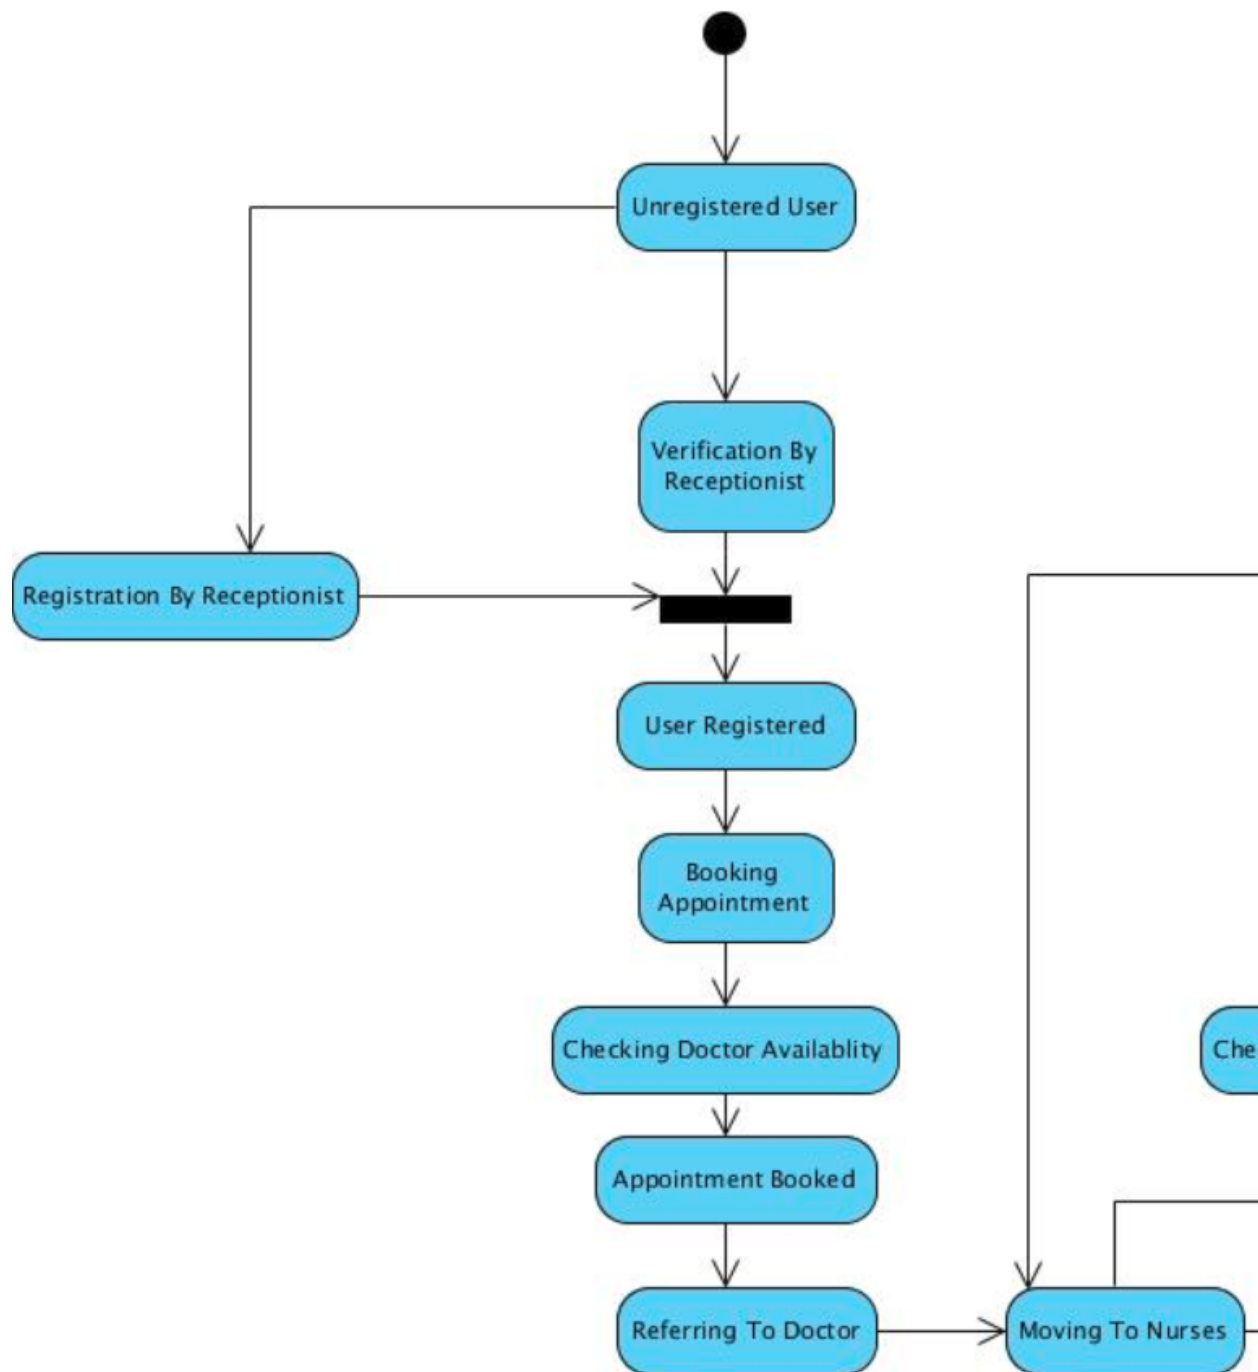 Unregistered User
Verification By
Receptionist
Registration By Receptionist
User Registered
Booking
Appointment
Checking Doctor Availablity
Che
Appointment Booked
Referring To Doctor
Moving To Nurses